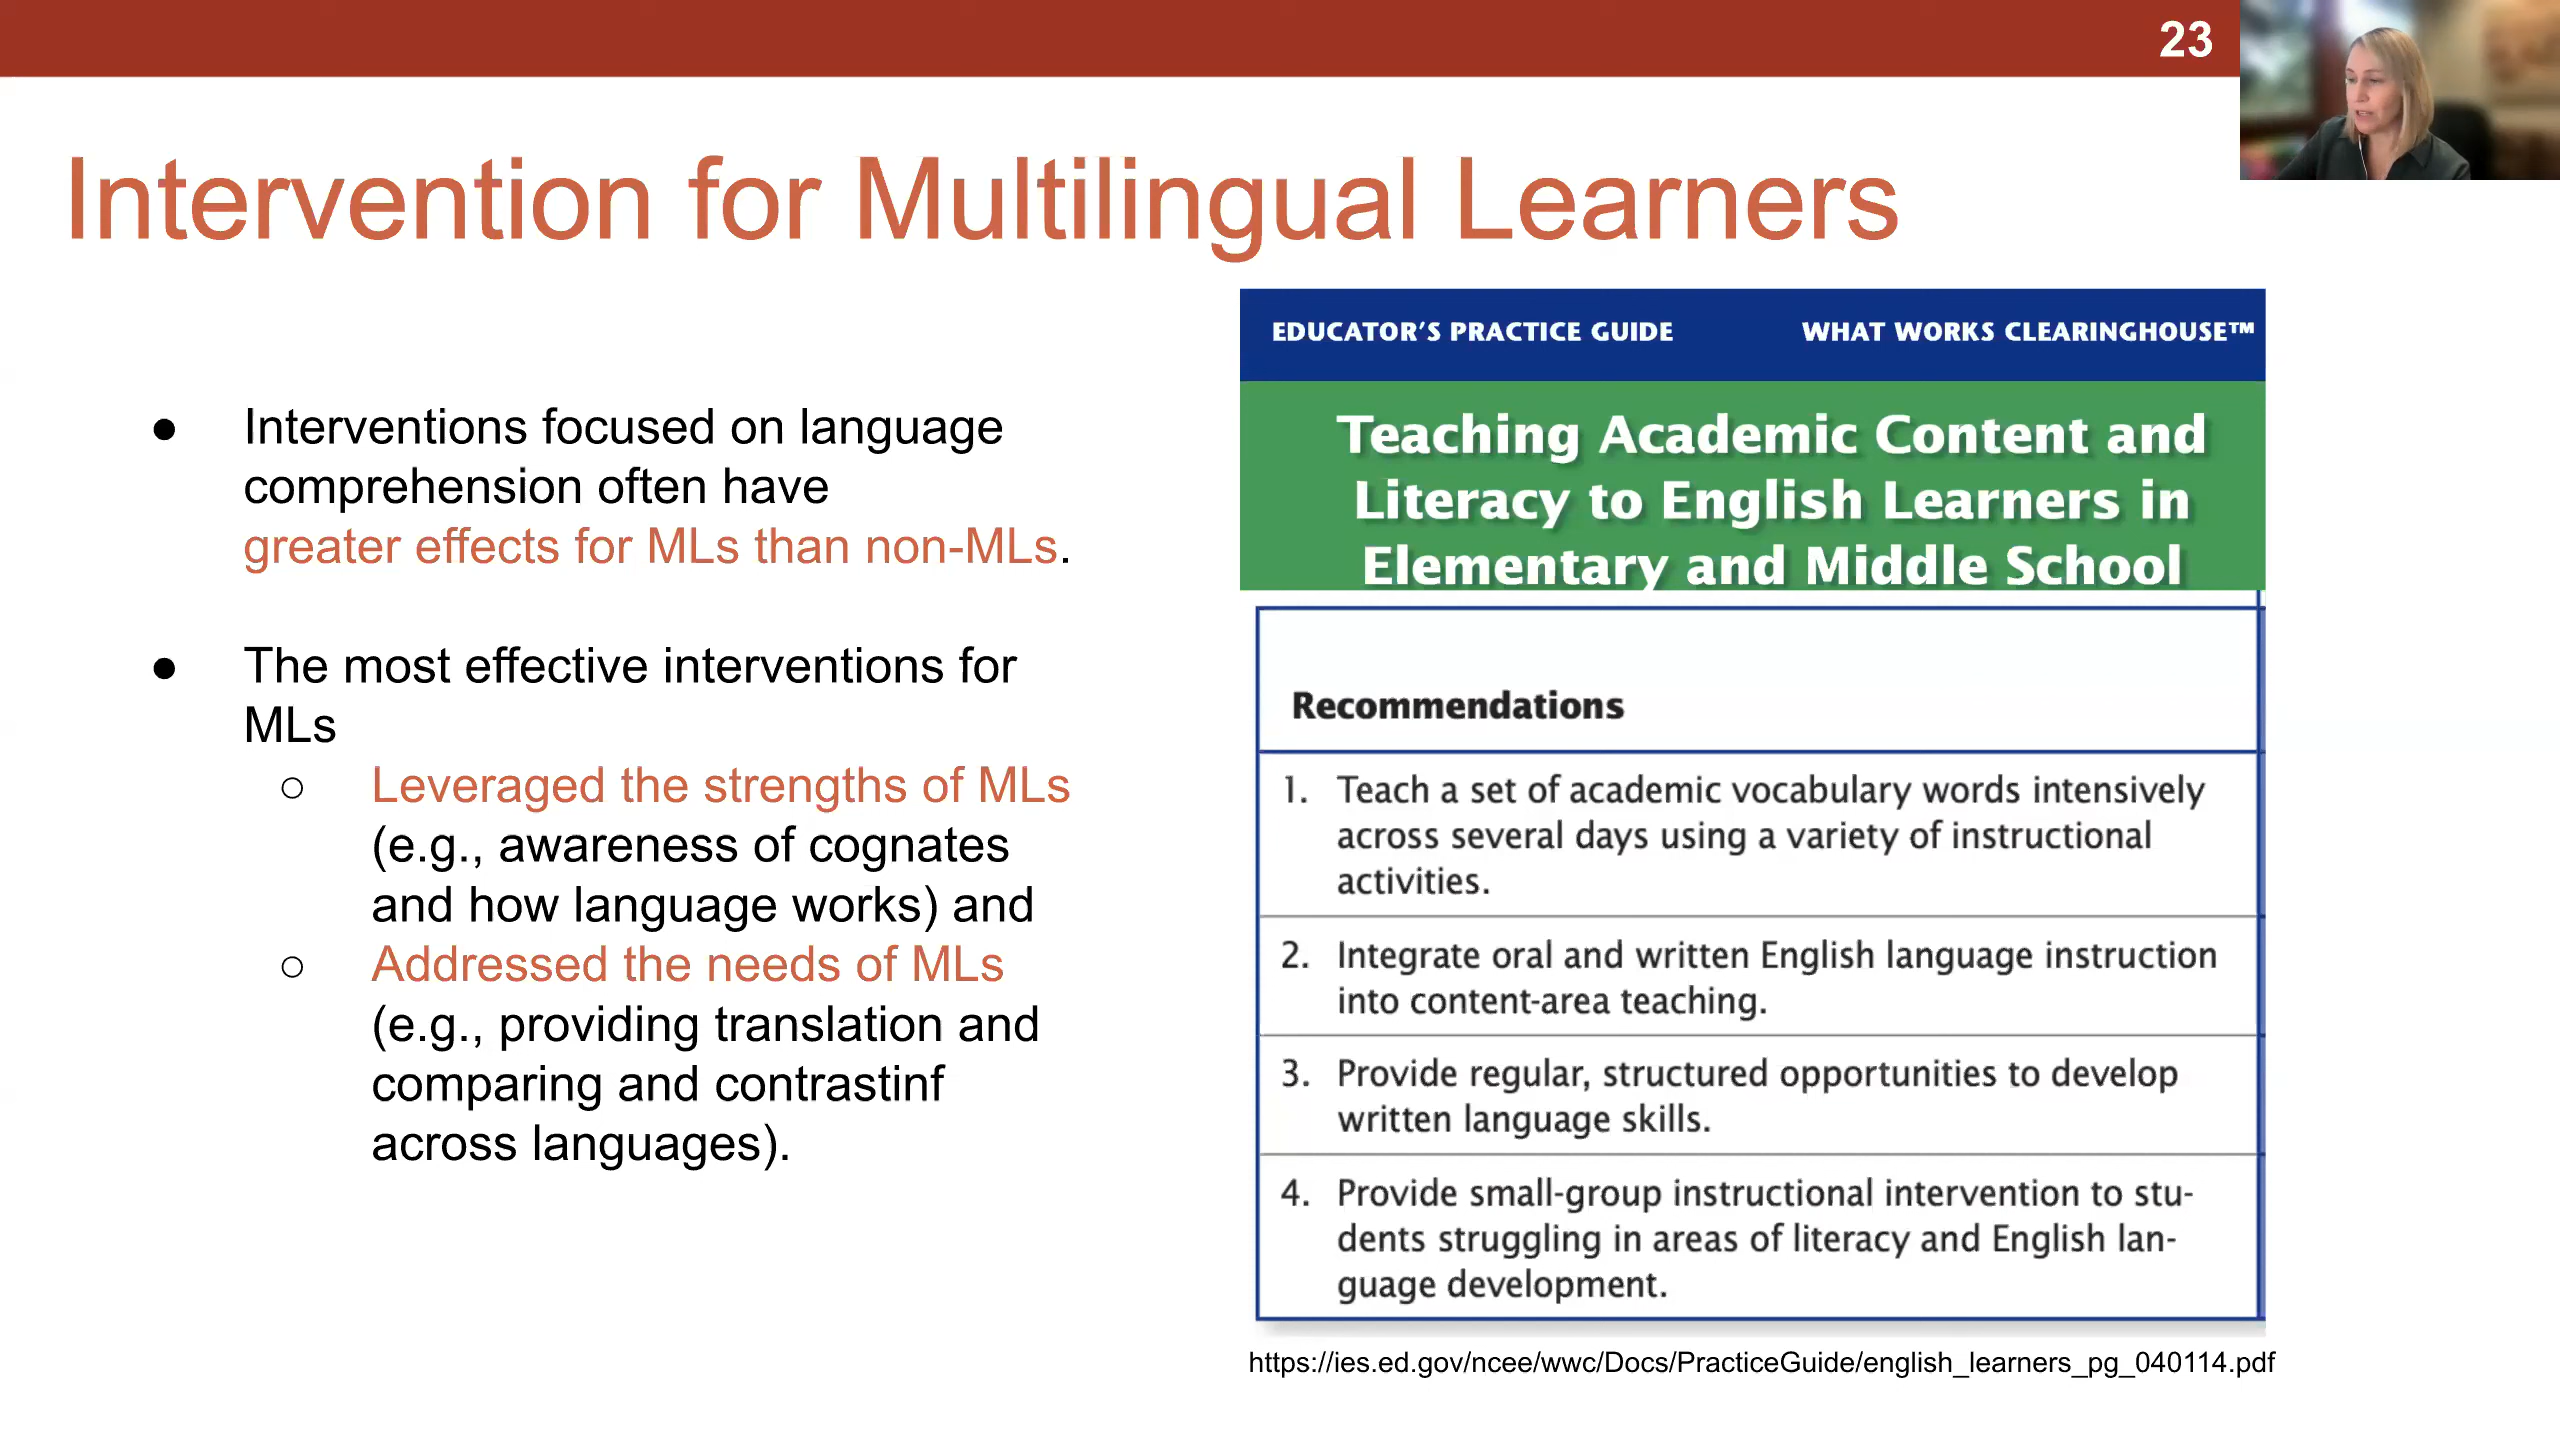 23
Intervention for Multilingual Learners
● Interventions focused on language
comprehension often have
greater effects for MLs than non-MLs.
● The most effective interventions for
MLs
○ Leveraged the strengths of MLs
(e.g., awareness of cognates
and how language works) and
○ Addressed the needs of MLs
(e.g., providing translation and
comparing and contrastinf
across languages).
EDUCATOR'S PRACTICE GUIDE WHAT WORKS CLEARINGHOUSE™
Teaching Academic Content and
Literacy to English Learners in
Elementary and Middle School
Recommendations
1. Teach a set of academic vocabulary words intensively
across several days using a variety of instructional
activities.
2. Integrate oral and written English language instruction
into content-area teaching.
3. Provide regular, structured opportunities to develop
written language skills.
4. Provide small-group instructional intervention to stu-
dents struggling in areas of literacy and English lan-
guage development.
https://ies.ed.gov/ncee/wwc/Docs/PracticeGuide/english_learners_pg_040114.pdf